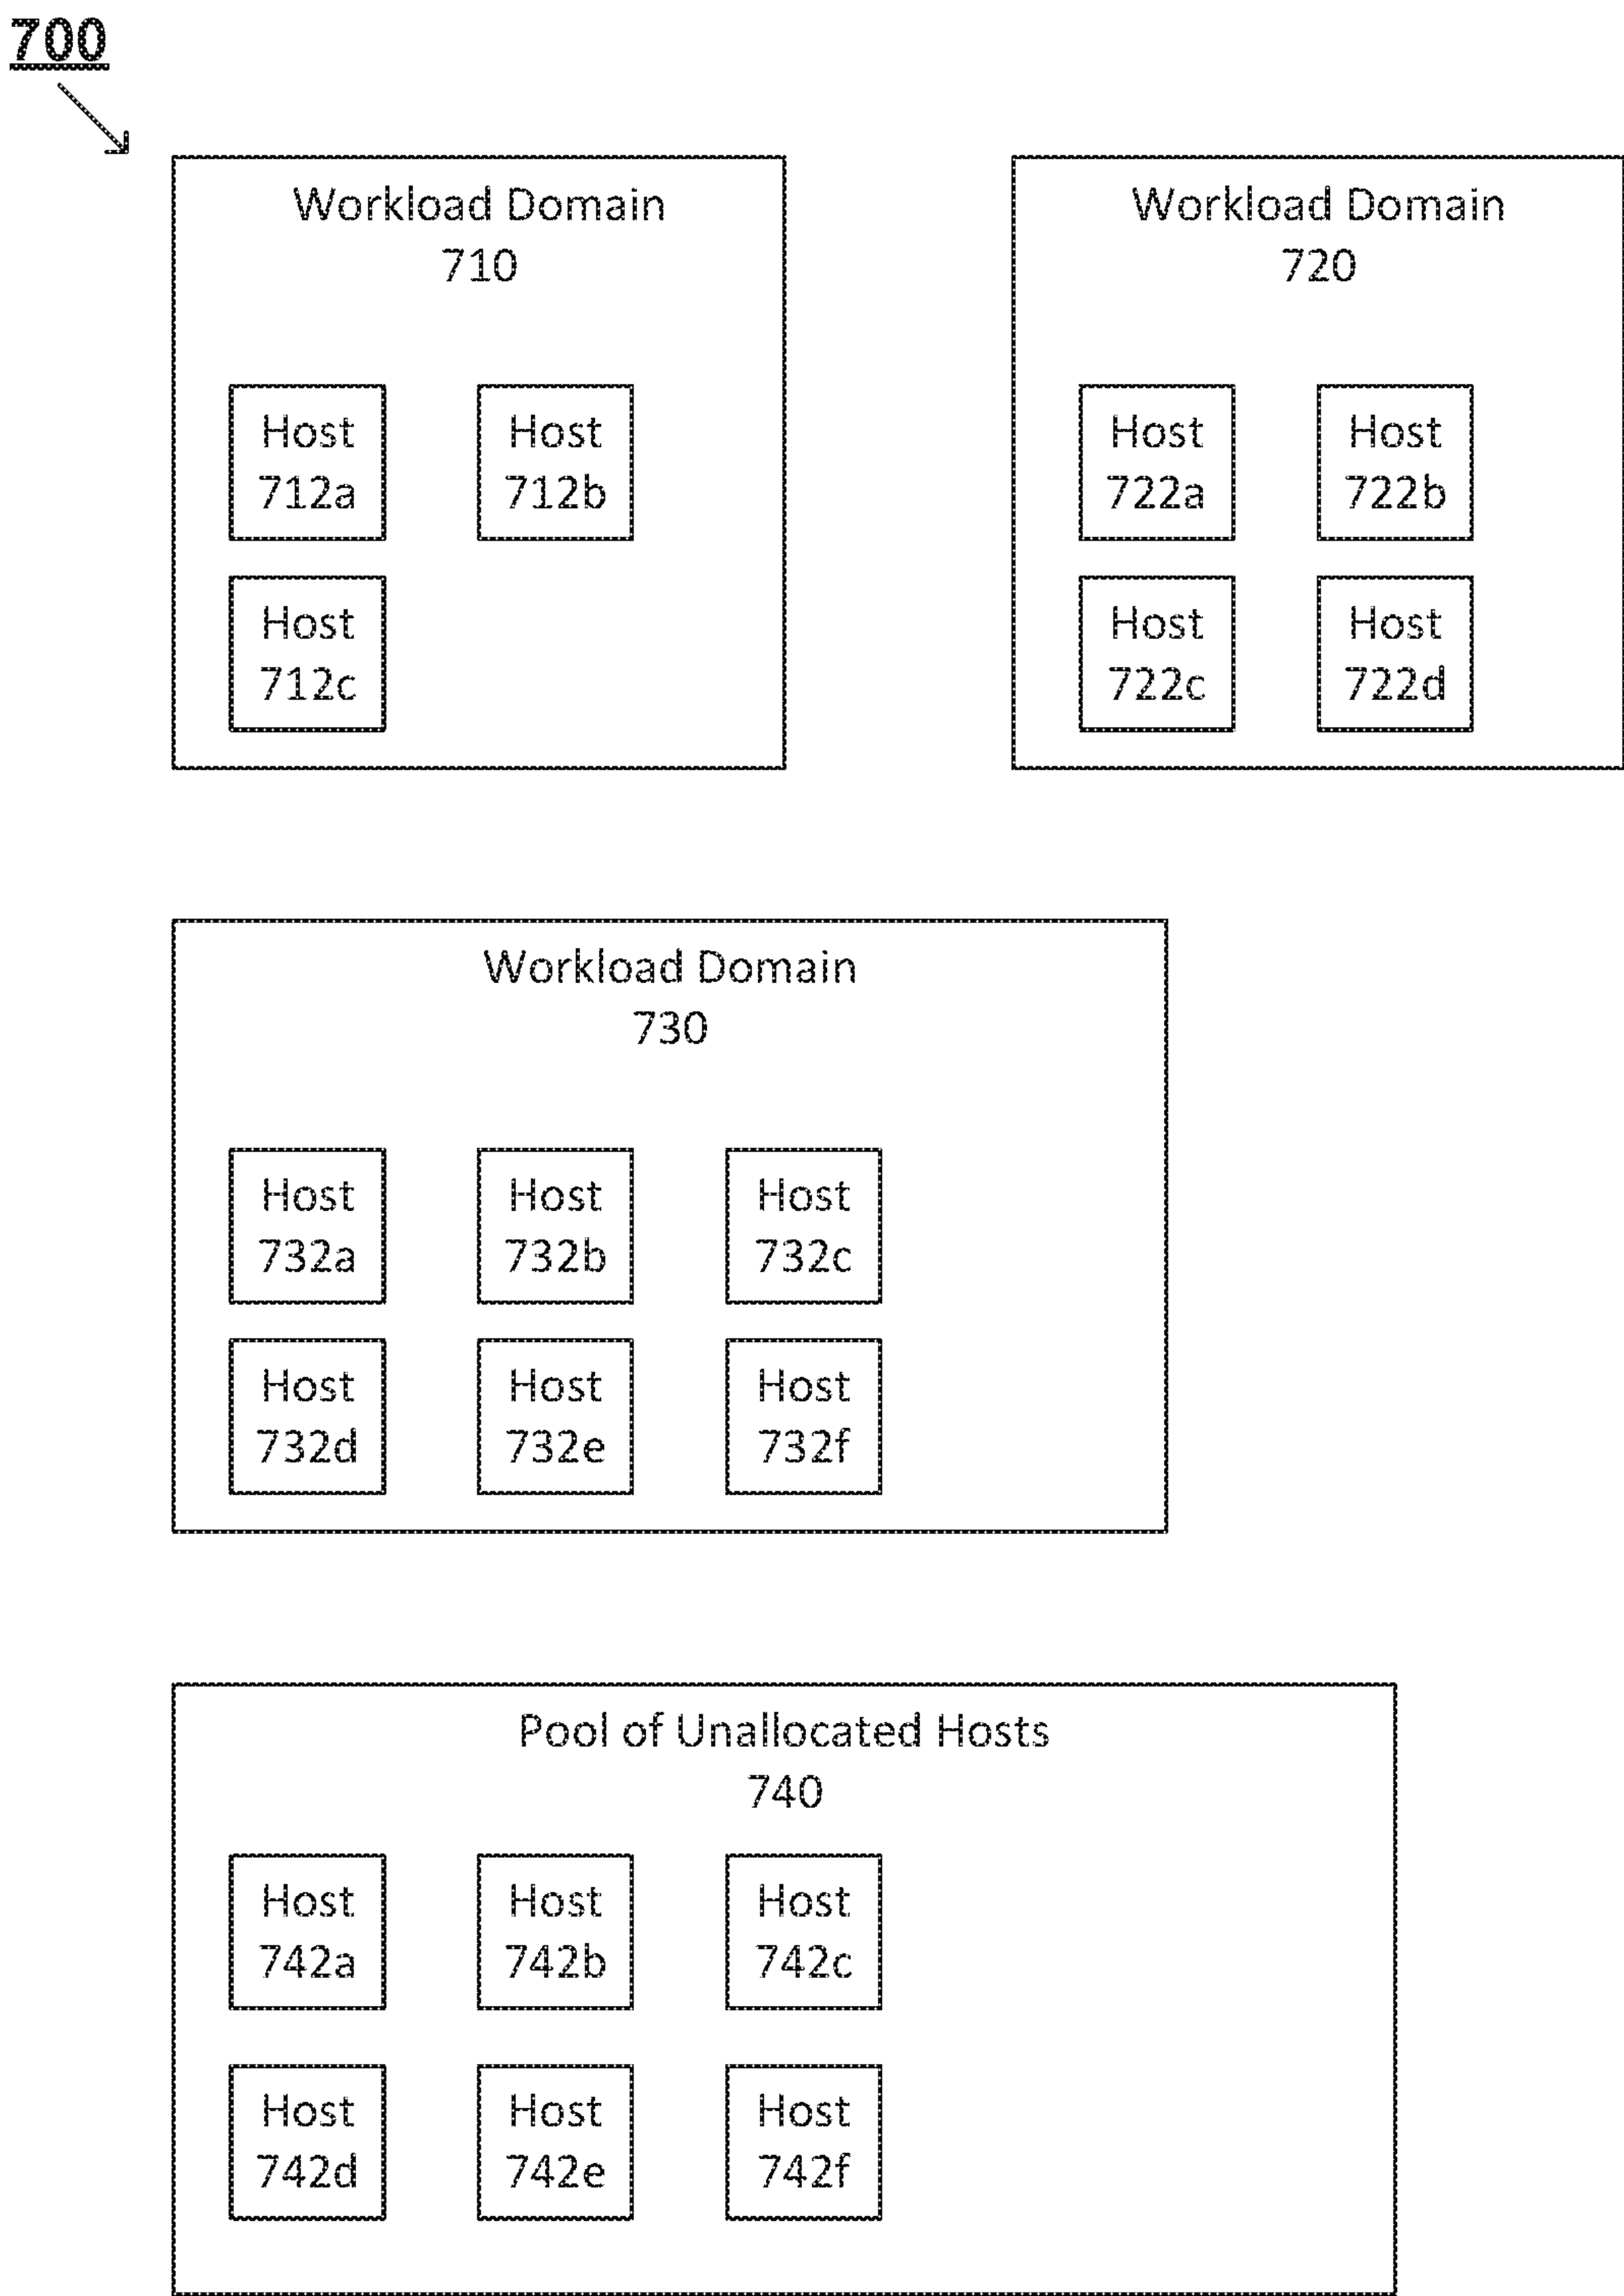 700
Workload Domain
710
Host
712a
Host
712b
Host
712c
Workload Domain
720
Host
722a
Host
722b
Host
722c
Host
722d
Workload Domain
730
Host
732a
Host
732b
Host
732c
Host
732d
Host
732e
Host
732f
Pool of Unallocated Hosts
740
Host
742a
Host
742b
Host
742c
Host
742d
Host
742e
Host
742f